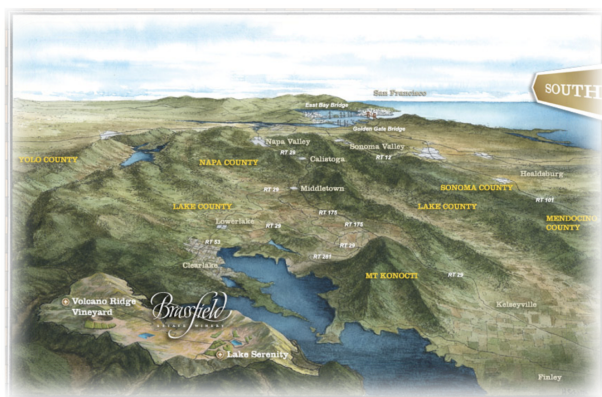 San Francisco
SOUTH
East Bay Bridge
Golden Gate Bridge
Napa Valley
Sonoma Valley
RT 29
RT 12
Calistoga
YOLO COUNTY
NAPA COUNTY
Healdsburg
SONOMA COUNTY
RT 29
Middletown
RT 101
LAKE COUNTY
LAKE COUNTY
RT 175
MENDOCINO
COUNTY
Lowerlake
RT 29
RT 175
RT 53
RT 29
RT 281
Clearlake
MT KONOCTI
RT 29
Volcano Ridge
Vineyard
Brassfield
ESTATE WINERY
Kelseyville
Lake Serenity
Finley